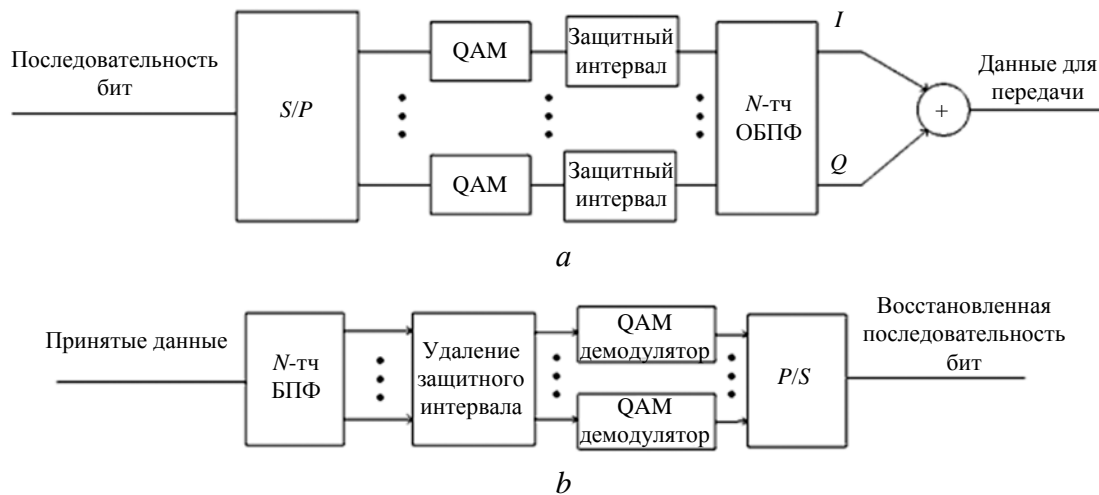 Последовательность
бит
S/P
QAM
Защитный
интервал
QAM
Защитный
интервал
N-тч
ОБПФ
I
Q
+
Данные для
передачи
a
Принятые данные
N-тч
БПФ
Удаление
защитного
интервала
QAM
демодулятор
QAM
демодулятор
P/S
Восстановленная
последовательность
бит
b